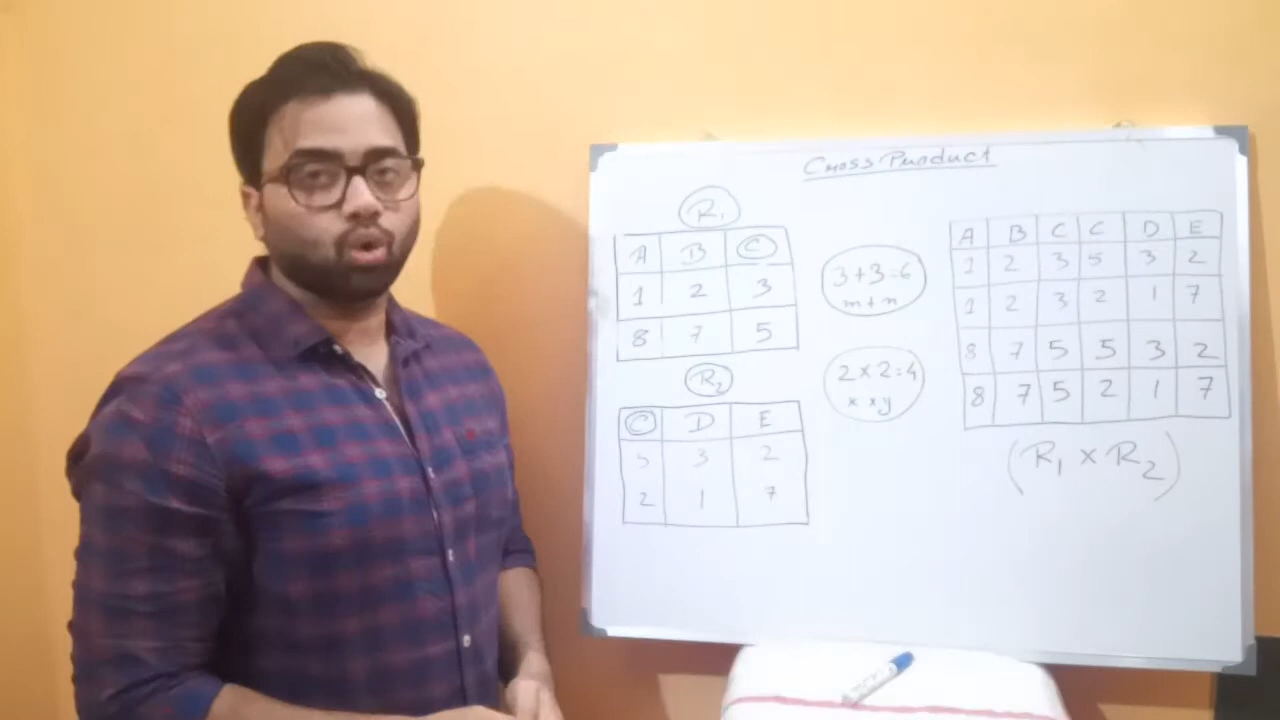 Cross Product
R1
A B C
1 2 3
8 7 5
R2
C D E
5 3 2
2 1 7
3+3=6
m+n
2×2=4
x×y
A B C C D E
1 2 3 5 3 2
1 2 3 2 1 7
8 7 5 5 3 2
8 7 5 2 1 7
(R1 × R2)